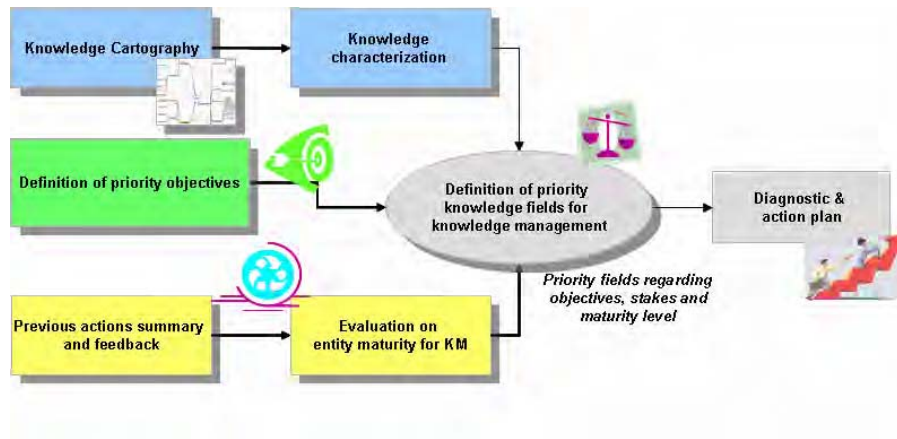 Knowledge Cartography
Knowledge
characterization
Definition of priority objectives
Definition of priority
knowledge fields for
knowledge management
Diagnostic &
action plan
Priority fields regarding
objectives, stakes and
maturity level
Previous actions summary
and feedback
Evaluation on
entity maturity for KM